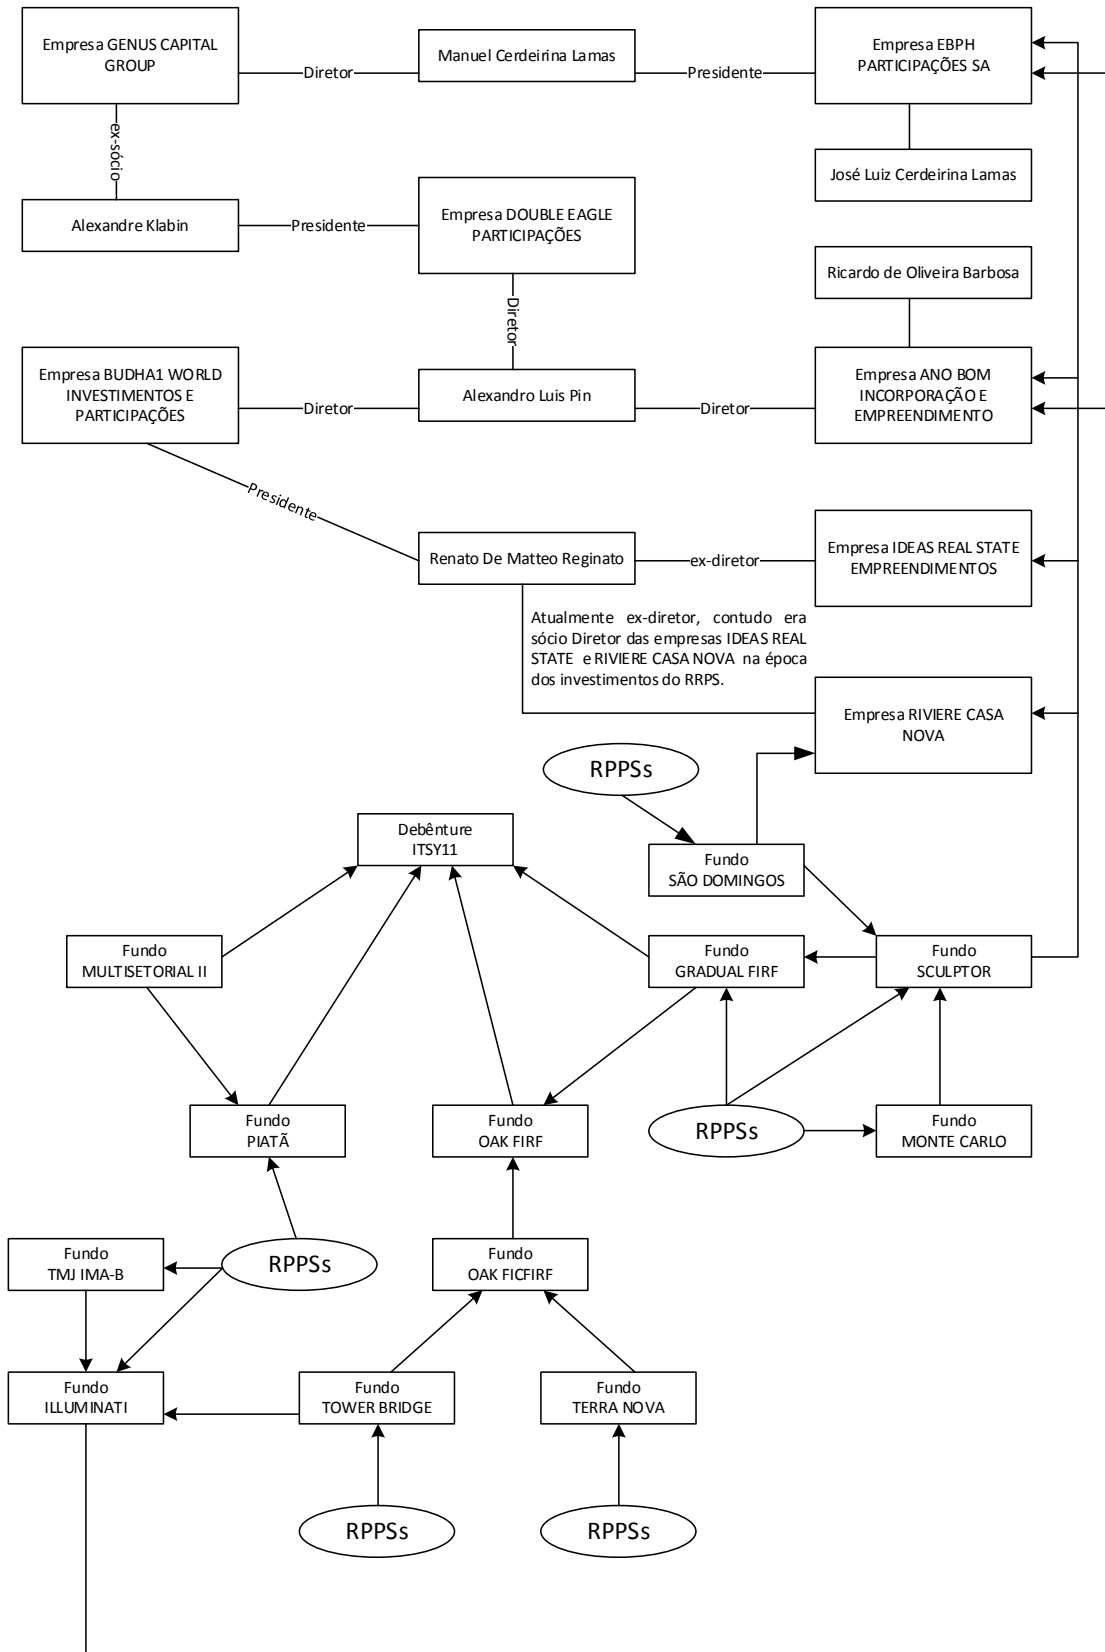 Empresa GENUS CAPITAL
GROUP
Diretor
Manuel Cerdeirina Lamas
Presidente
Empresa EBPH
PARTICIPAÇÕES SA
ex-sócio
José Luiz Cerdeirina Lamas
Alexandre Klabin
Presidente
Empresa DOUBLE EAGLE
PARTICIPAÇÕES
Ricardo de Oliveira Barbosa
Diretor
Empresa BUDHA1 WORLD
INVESTIMENTOS E
PARTICIPAÇÕES
Diretor
Alexandro Luis Pin
Diretor
Empresa ANO BOM
INCORPORAÇÃO E
EMPREENDIMENTO
Presidente
Renato De Matteo Reginato
ex-diretor
Empresa IDEAS REAL STATE
EMPREENDIMENTOS
Atualmente ex-diretor, contudo era
sócio Diretor das empresas IDEAS REAL
STATE e RIVIERE CASA NOVA na época
dos investimentos do RRPS.
Empresa RIVIERE CASA
NOVA
RPPSs
Debênture
ITSY11
Fundo
SÃO DOMINGOS
Fundo
MULTISETORIAL II
Fundo
GRADUAL FIRF
Fundo
SCULPTOR
Fundo
PIATÃ
Fundo
OAK FIRF
RPPSs
Fundo
MONTE CARLO
Fundo
TMJ IMA-B
RPPSs
Fundo
OAK FICFIRF
Fundo
ILLUMINATI
Fundo
TOWER BRIDGE
Fundo
TERRA NOVA
RPPSs
RPPSs